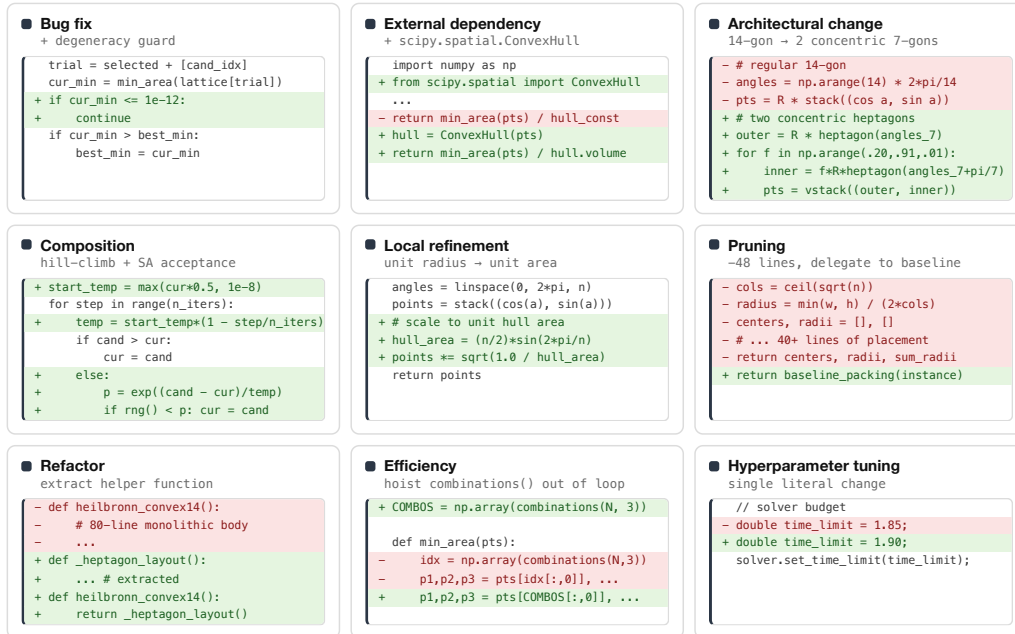 Bug fix
+ degeneracy guard
trial = selected + [cand_idx]
cur_min = min_area(lattice[trial])
+ if cur_min <= 1e-12:
+     continue
if cur_min > best_min:
    best_min = cur_min
External dependency
+ scipy.spatial.ConvexHull
import numpy as np
+ from scipy.spatial import ConvexHull
...
− return min_area(pts) / hull_const
+ hull = ConvexHull(pts)
+ return min_area(pts) / hull.volume
Architectural change
14-gon → 2 concentric 7-gons
− # regular 14-gon
− angles = np.arange(14) * 2*pi/14
− pts = R * stack((cos a, sin a))
+ # two concentric heptagons
+ outer = R * heptagon(angles_7)
+ for f in np.arange(.20,.91,.01):
+     inner = f*R*heptagon(angles_7+pi/7)
+     pts = vstack((outer, inner))
Composition
hill-climb + SA acceptance
+ start_temp = max(cur*0.5, 1e-8)
for step in range(n_iters):
+     temp = start_temp*(1 - step/n_iters)
    if cand > cur:
        cur = cand
+     else:
+         p = exp((cand - cur)/temp)
+         if rng() < p: cur = cand
Local refinement
unit radius → unit area
angles = linspace(0, 2*pi, n)
points = stack((cos(a), sin(a)))
+ # scale to unit hull area
+ hull_area = (n/2)*sin(2*pi/n)
+ points *= sqrt(1.0 / hull_area)
return points
Pruning
−48 lines, delegate to baseline
− cols = ceil(sqrt(n))
− radius = min(w, h) / (2*cols)
− centers, radii = [], []
− # ... 40+ lines of placement
− return centers, radii, sum_radii
+ return baseline_packing(instance)
Refactor
extract helper function
− def heilbronn_convex14():
−     # 80-line monolithic body
−     ...
+ def _heptagon_layout():
+     ... # extracted
+ def heilbronn_convex14():
+     return _heptagon_layout()
Efficiency
hoist combinations() out of loop
+ COMBOS = np.array(combinations(N, 3))
def min_area(pts):
−     idx = np.array(combinations(N,3))
−     p1,p2,p3 = pts[idx[:,0]], ...
+     p1,p2,p3 = pts[COMBOS[:,0]], ...
Hyperparameter tuning
single literal change
// solver budget
− double time_limit = 1.85;
+ double time_limit = 1.90;
solver.set_time_limit(time_limit);